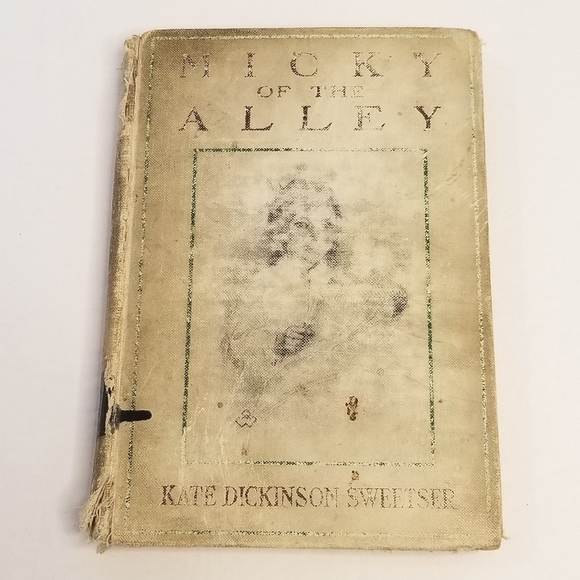 MICKY
OF THE
ALLEY
KATE DICKINSON SWEETSER